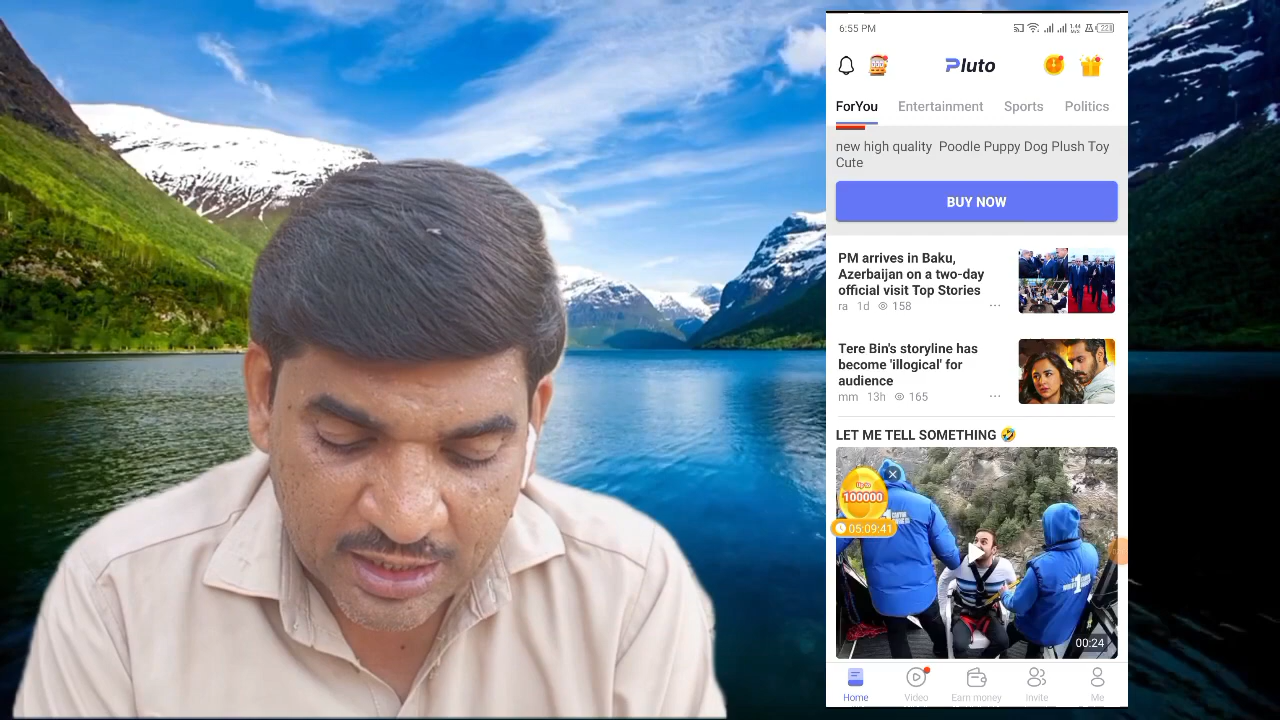 6:55 PM
Pluto
ForYou Entertainment Sports Politics
new high quality Poodle Puppy Dog Plush Toy
Cute
BUY NOW
PM arrives in Baku,
Azerbaijan on a two-day
official visit Top Stories
ra 1d 158
Tere Bin's storyline has
become 'illogical' for
audience
mm 13h 165
LET ME TELL SOMETHING 🤣
Up to
100000
05:09:41
00:24
Home Video Earn money Invite Me